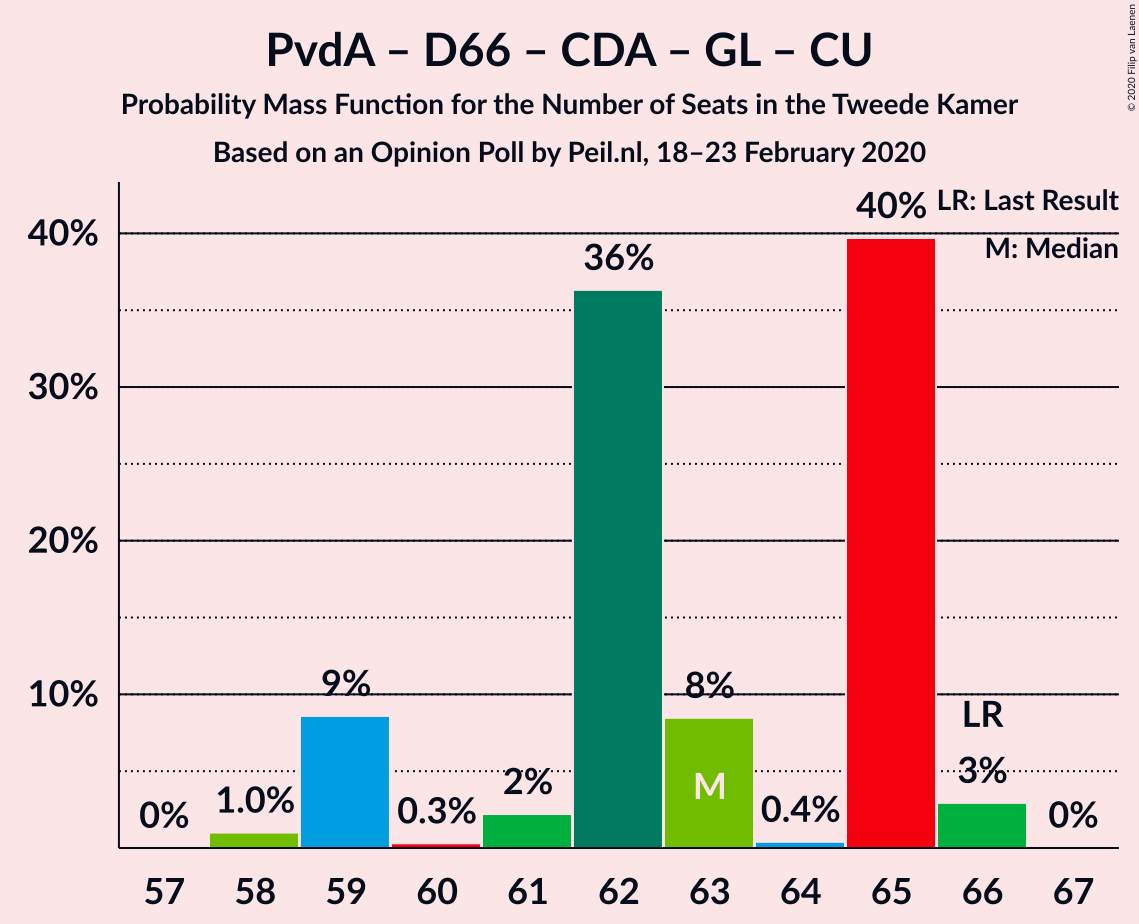 PvdA – D66 – CDA – GL – CU
Probability Mass Function for the Number of Seats in the Tweede Kamer
Based on an Opinion Poll by Peil.nl, 18–23 February 2020
© 2020 Filip van Laenen
LR: Last Result
M: Median
40%
30%
20%
10%
0%
1.0%
9%
0.3%
2%
36%
8%
M
0.4%
40%
LR
3%
0%
57 58 59 60 61 62 63 64 65 66 67